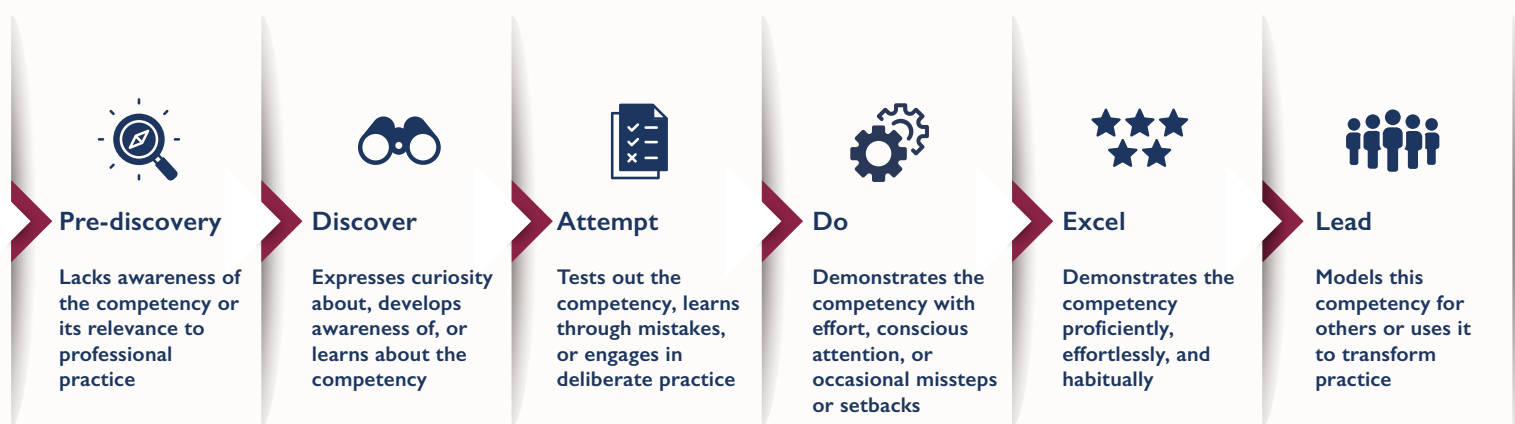 Pre-discovery
Lacks awareness of
the competency or
its relevance to
professional
practice
Discover
Expresses curiosity
about, develops
awareness of, or
learns about the
competency
Attempt
Tests out the
competency, learns
through mistakes,
or engages in
deliberate practice
Do
Demonstrates the
competency with
effort, conscious
attention, or
occasional missteps
or setbacks
Excel
Demonstrates the
competency
proficiently,
effortlessly, and
habitually
Lead
Models this
competency for
others or uses it
to transform
practice